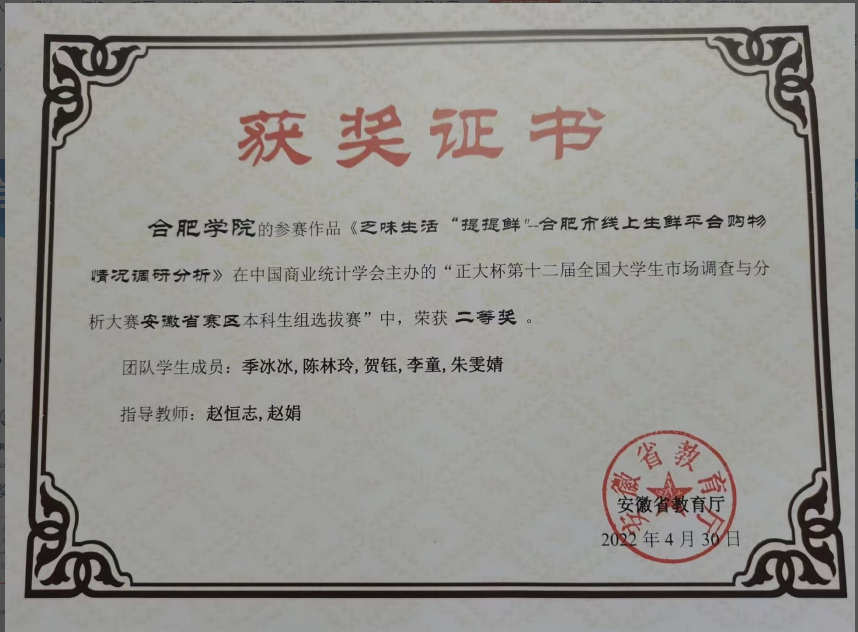 获奖证书
合肥学院的参赛作品《乏味生活“提提鲜”--合肥市线上生鲜平台购物
情况调研分析》在中国商业统计学会主办的“正大杯第十二届全国大学生市场调查与分
析大赛安徽省赛区本科生组选拔赛”中，荣获 二等奖 。
团队学生成员：季冰冰,陈林玲,贺钰,李童,朱雯婧
指导教师：赵恒志,赵娟
安徽省教育厅
安徽省教育厅
2022 年 4 月 30 日